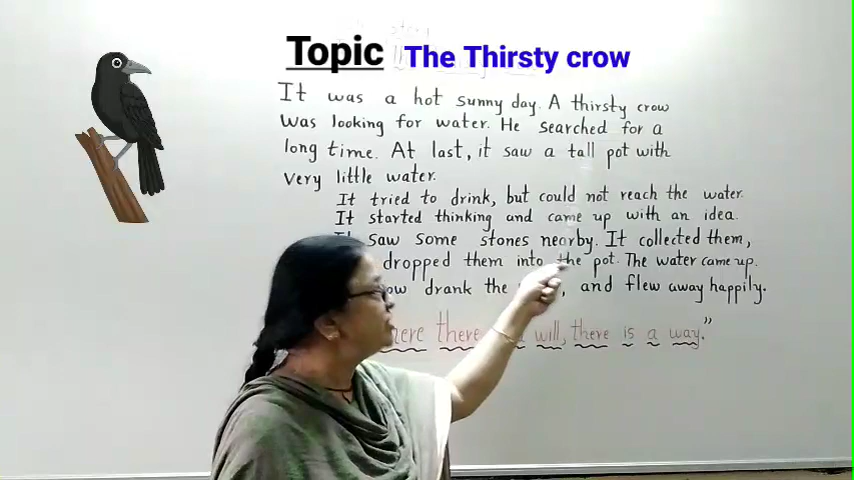 Topic The Thirsty crow
It was a hot sunny day. A thirsty crow
was looking for water. He searched for a
long time. At last, it saw a tall pot with
very little water.
It tried to drink, but could not reach the water.
It started thinking and came up with an idea.
It saw some stones nearby. It collected them,
dropped them into the pot. The water came up.
drank the and flew away happily.
there will, there is a way."